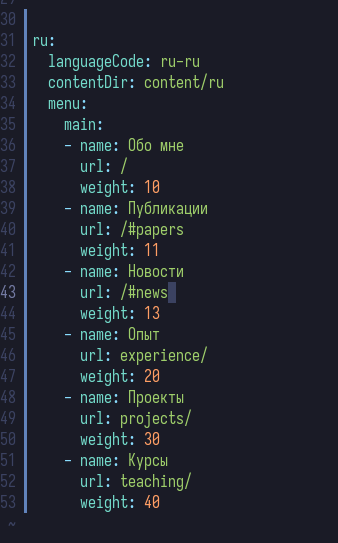 30
31 ru:
32 languageCode: ru-ru
33 contentDir: content/ru
34 menu:
35 main:
36 - name: Обо мне
37 url: /
38 weight: 10
39 - name: Публикации
40 url: /#papers
41 weight: 11
42 - name: Новости
43 url: /#news
44 weight: 13
45 - name: Опыт
46 url: experience/
47 weight: 20
48 - name: Проекты
49 url: projects/
50 weight: 30
51 - name: Курсы
52 url: teaching/
53 weight: 40
~